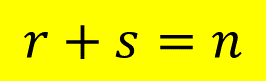 r + s = n